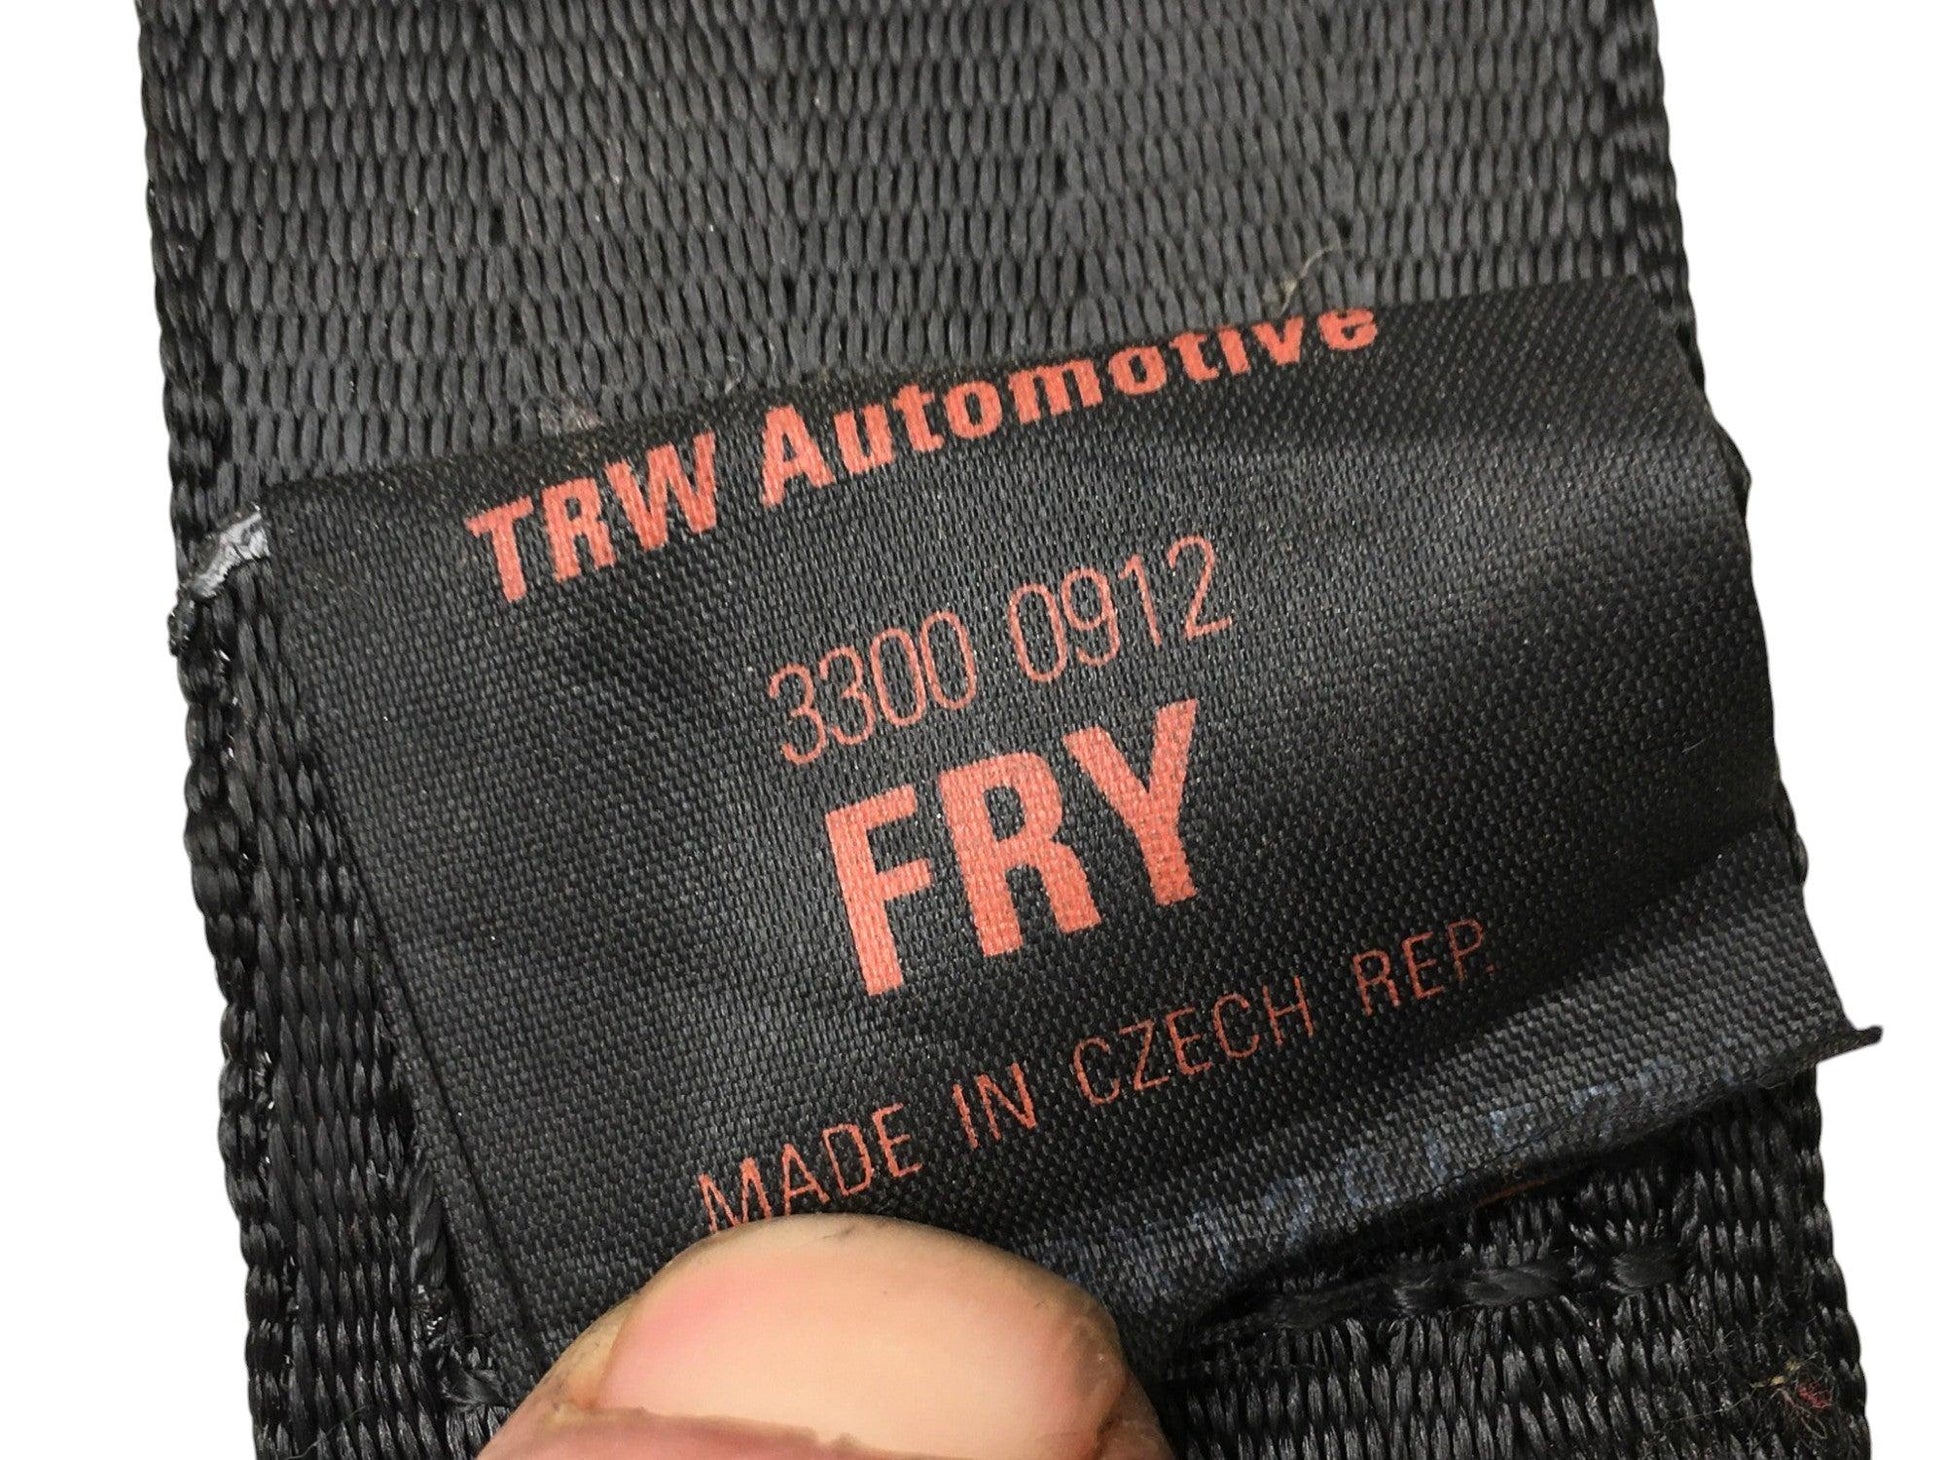 TRW Automotive
3300 0912
FRY
MADE IN CZECH REP.